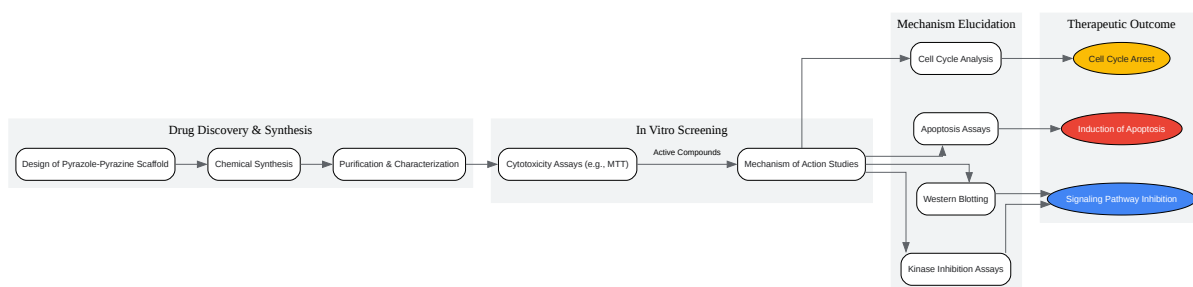 Drug Discovery & Synthesis
Design of Pyrazole-Pyrazine Scaffold
Chemical Synthesis
Purification & Characterization
In Vitro Screening
Cytotoxicity Assays (e.g., MTT)
Active Compounds
Mechanism of Action Studies
Mechanism Elucidation
Cell Cycle Analysis
Apoptosis Assays
Western Blotting
Kinase Inhibition Assays
Therapeutic Outcome
Cell Cycle Arrest
Induction of Apoptosis
Signaling Pathway Inhibition